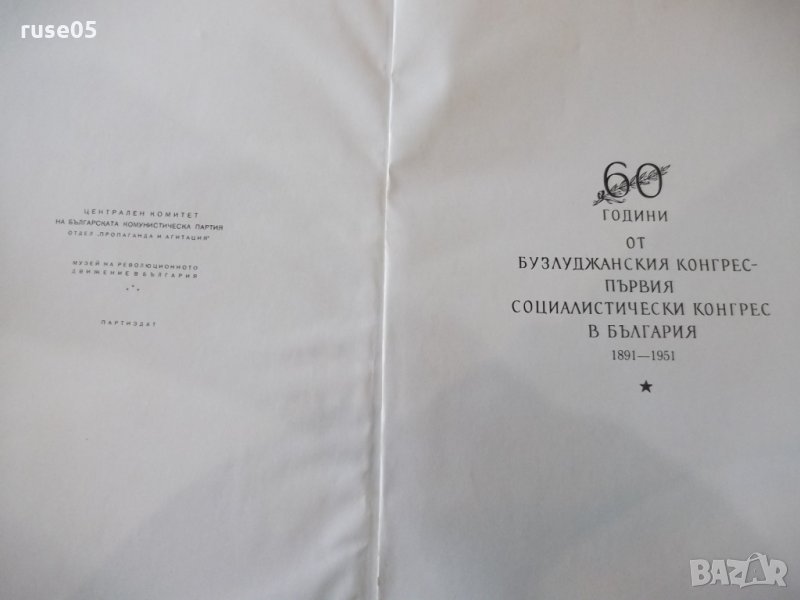 ruse05
ЦЕНТРАЛЕН КОМИТЕТ
НА БЪЛГАРСКАТА КОМУНИСТИЧЕСКА ПАРТИЯ
ОТДЕЛ „ПРОПАГАНДА И АГИТАЦИЯ“
МУЗЕЙ НА РЕВОЛЮЦИОННОТО
ДВИЖЕНИЕ В БЪЛГАРИЯ
* * *
ПАРТИЗДАТ
60
ГОДИНИ
ОТ
БУЗЛУДЖАНСКИЯ КОНГРЕС-
ПЪРВИЯ
СОЦИАЛИСТИЧЕСКИ КОНГРЕС
В БЪЛГАРИЯ
1891—1951
★
BAZAR